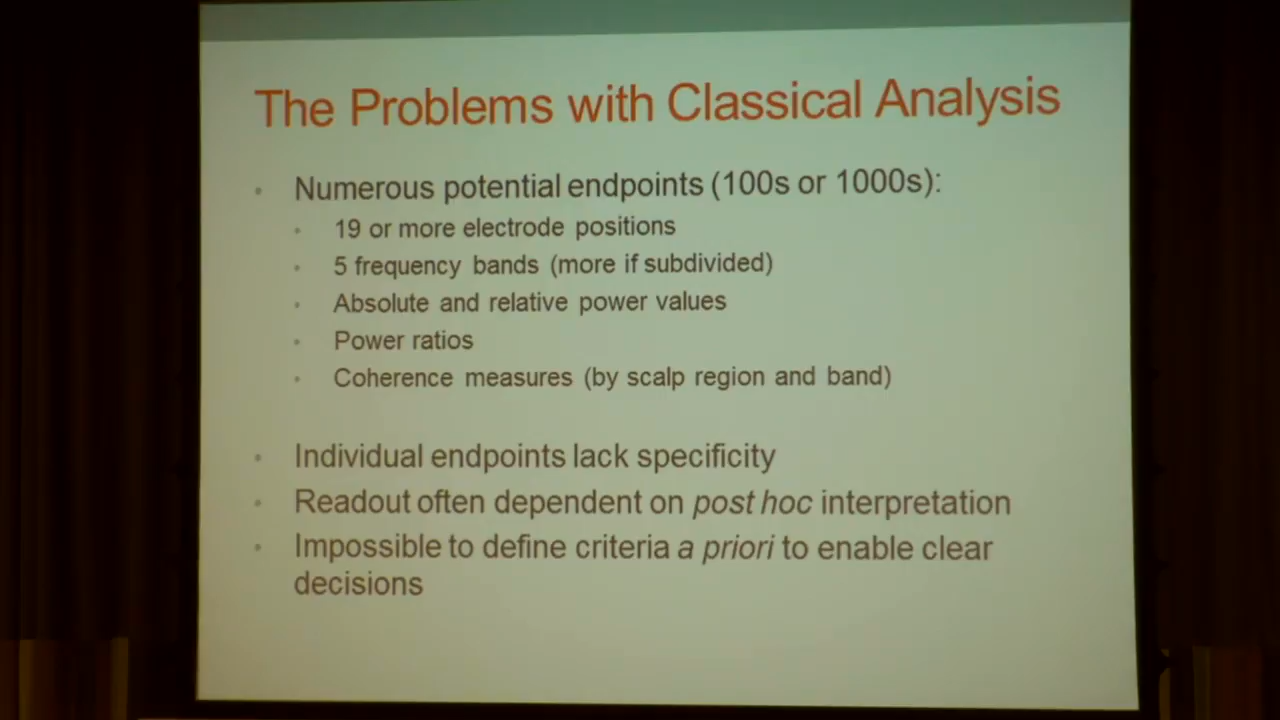 The Problems with Classical Analysis
• Numerous potential endpoints (100s or 1000s):
• 19 or more electrode positions
• 5 frequency bands (more if subdivided)
• Absolute and relative power values
• Power ratios
• Coherence measures (by scalp region and band)
• Individual endpoints lack specificity
• Readout often dependent on post hoc interpretation
• Impossible to define criteria a priori to enable clear
decisions